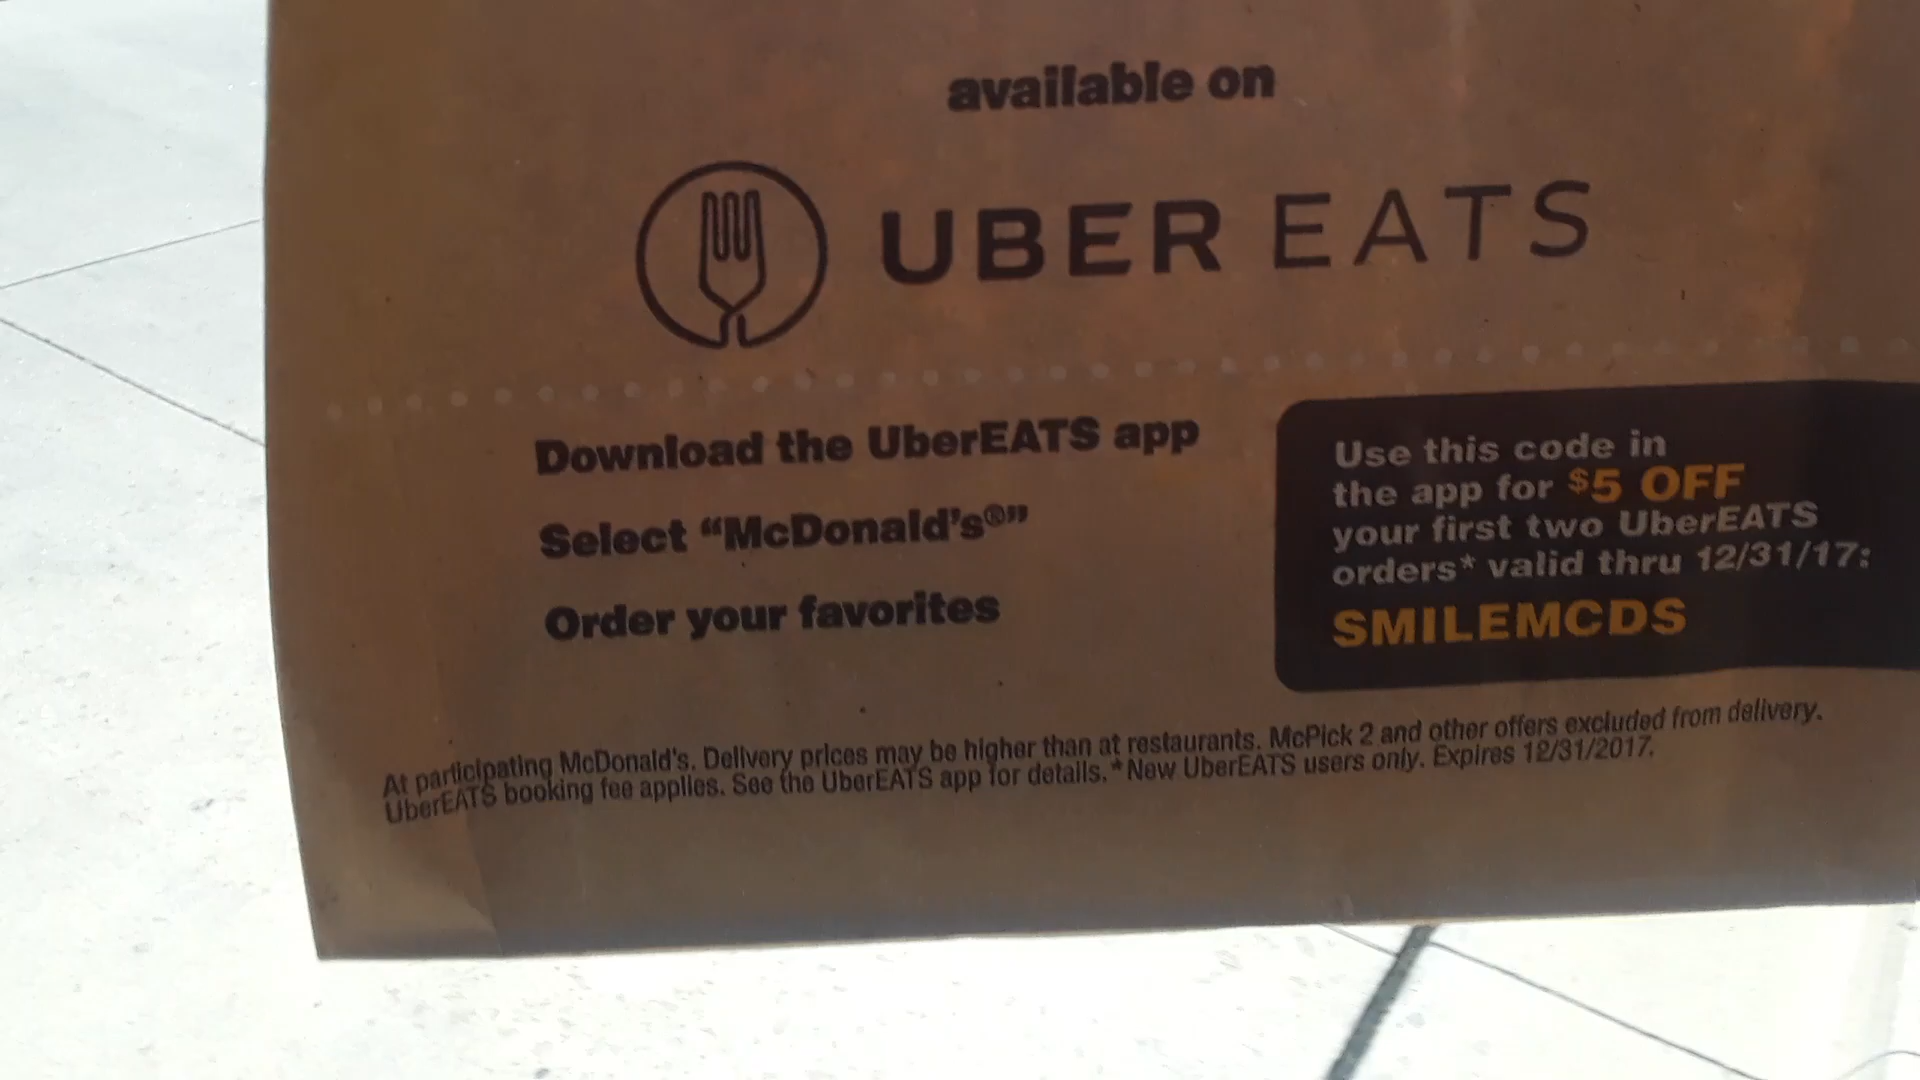 available on
UBER EATS
Download the UberEATS app
Select “McDonald’s®”
Order your favorites
Use this code in
the app for $5 OFF
your first two UberEATS
orders* valid thru 12/31/17:
SMILEMCDS
At participating McDonald's. Delivery prices may be higher than at restaurants. McPick 2 and other offers excluded from delivery.
UberEATS booking fee applies. See the UberEATS app for details. *New UberEATS users only. Expires 12/31/2017.